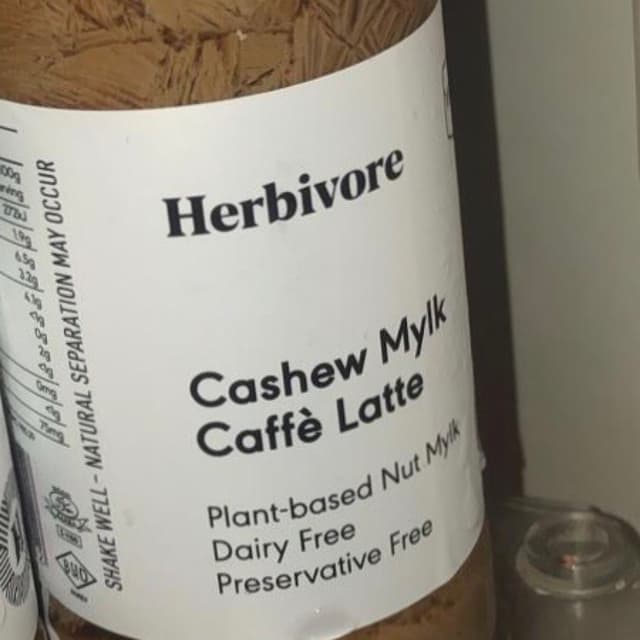 Herbivore
Cashew Mylk
Caffè Latte
Plant-based Nut Mylk
Dairy Free
Preservative Free
SHAKE WELL - NATURAL SEPARATION MAY OCCUR